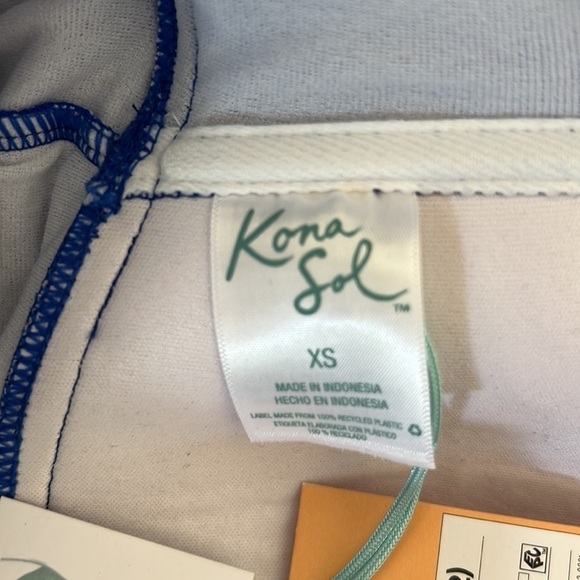 Kona
Sol
™
XS
MADE IN INDONESIA
HECHO EN INDONESIA
LABEL MADE FROM 100% RECYCLED PLASTIC
ETIQUETA ELABORADA CON PLÁSTICO
100 % RECICLADO